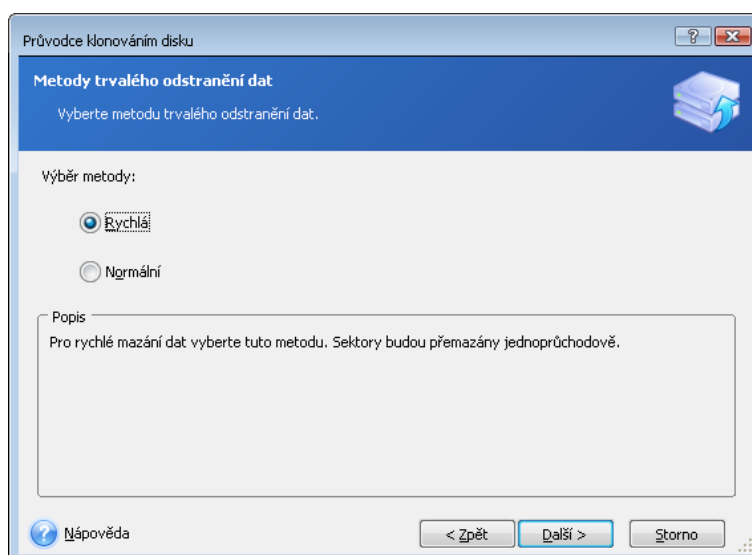 Průvodce klonováním disku
Metody trvalého odstranění dat
Vyberte metodu trvalého odstranění dat.
Výběr metody:
Rychlá
Normální
Popis
Pro rychlé mazání dat vyberte tuto metodu. Sektory budou přemazány jednoprůchodově.
Nápověda
< Zpět
Další >
Storno